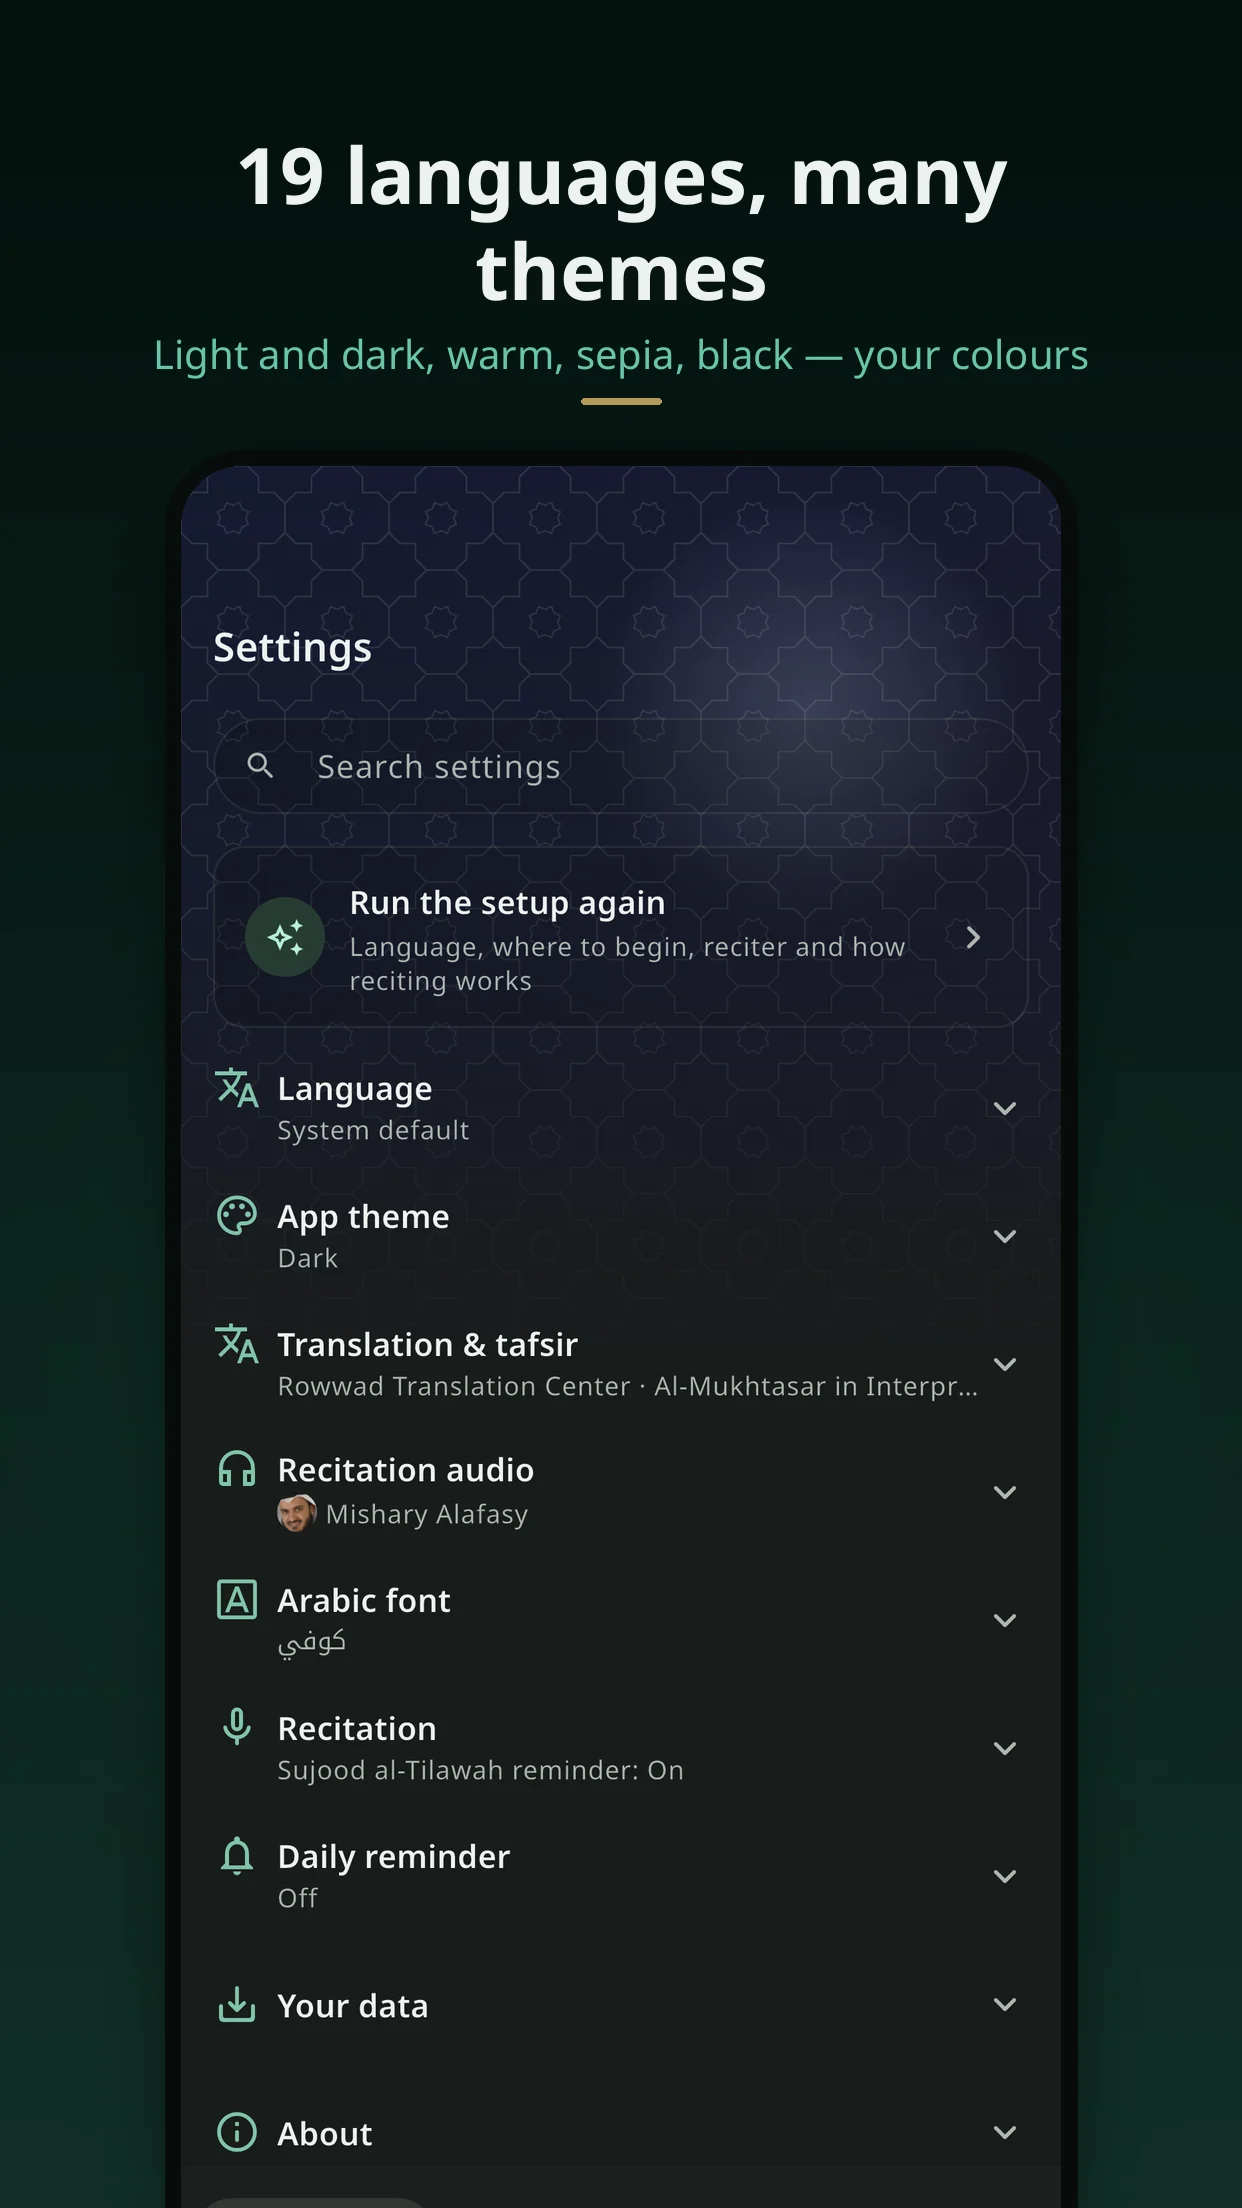 19 languages, many
themes
Light and dark, warm, sepia, black — your colours
Settings
Search settings
Run the setup again
Language, where to begin, reciter and how
reciting works
Language
System default
App theme
Dark
Translation & tafsir
Rowwad Translation Center · Al-Mukhtasar in Interpr...
Recitation audio
Mishary Alafasy
Arabic font
كوفي
Recitation
Sujood al-Tilawah reminder: On
Daily reminder
Off
Your data
About